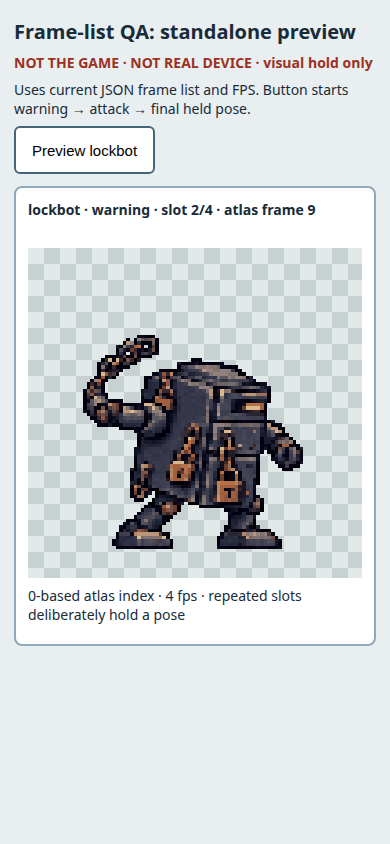 Frame-list QA: standalone preview
NOT THE GAME · NOT REAL DEVICE · visual hold only
Uses current JSON frame list and FPS. Button starts
warning → attack → final held pose.
Preview lockbot
lockbot · warning · slot 2/4 · atlas frame 9
0-based atlas index · 4 fps · repeated slots
deliberately hold a pose